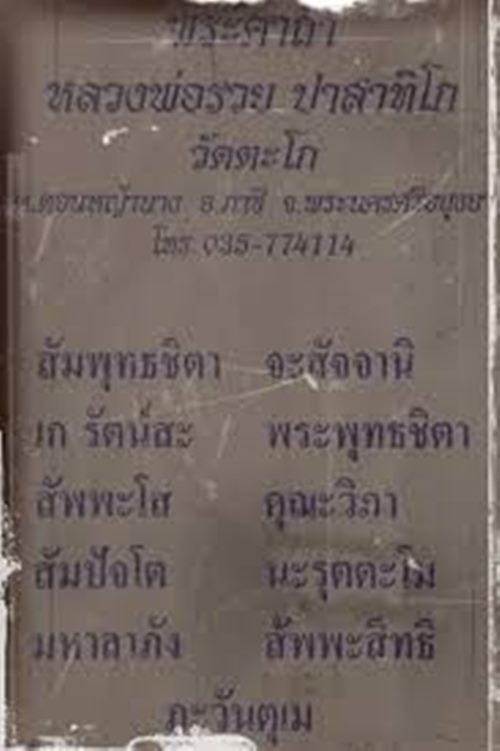 พระคาถา
หลวงพ่อรวย ปาสาทิโก
วัดตะโก
ต.ดอนหญ้านาง อ.ภาชี จ.พระนครศรีอยุธยา
โทร 035-774114
สัมพุทธชิตา จะสัจจานิ
เก รัตน์สะ พระพุทธชิตา
สัพพะโส คุณะวิภา
สัมปัจโต นะรุตตะโม
มหาลาภัง สัพพะสิทธิ
ภะวันตุเม